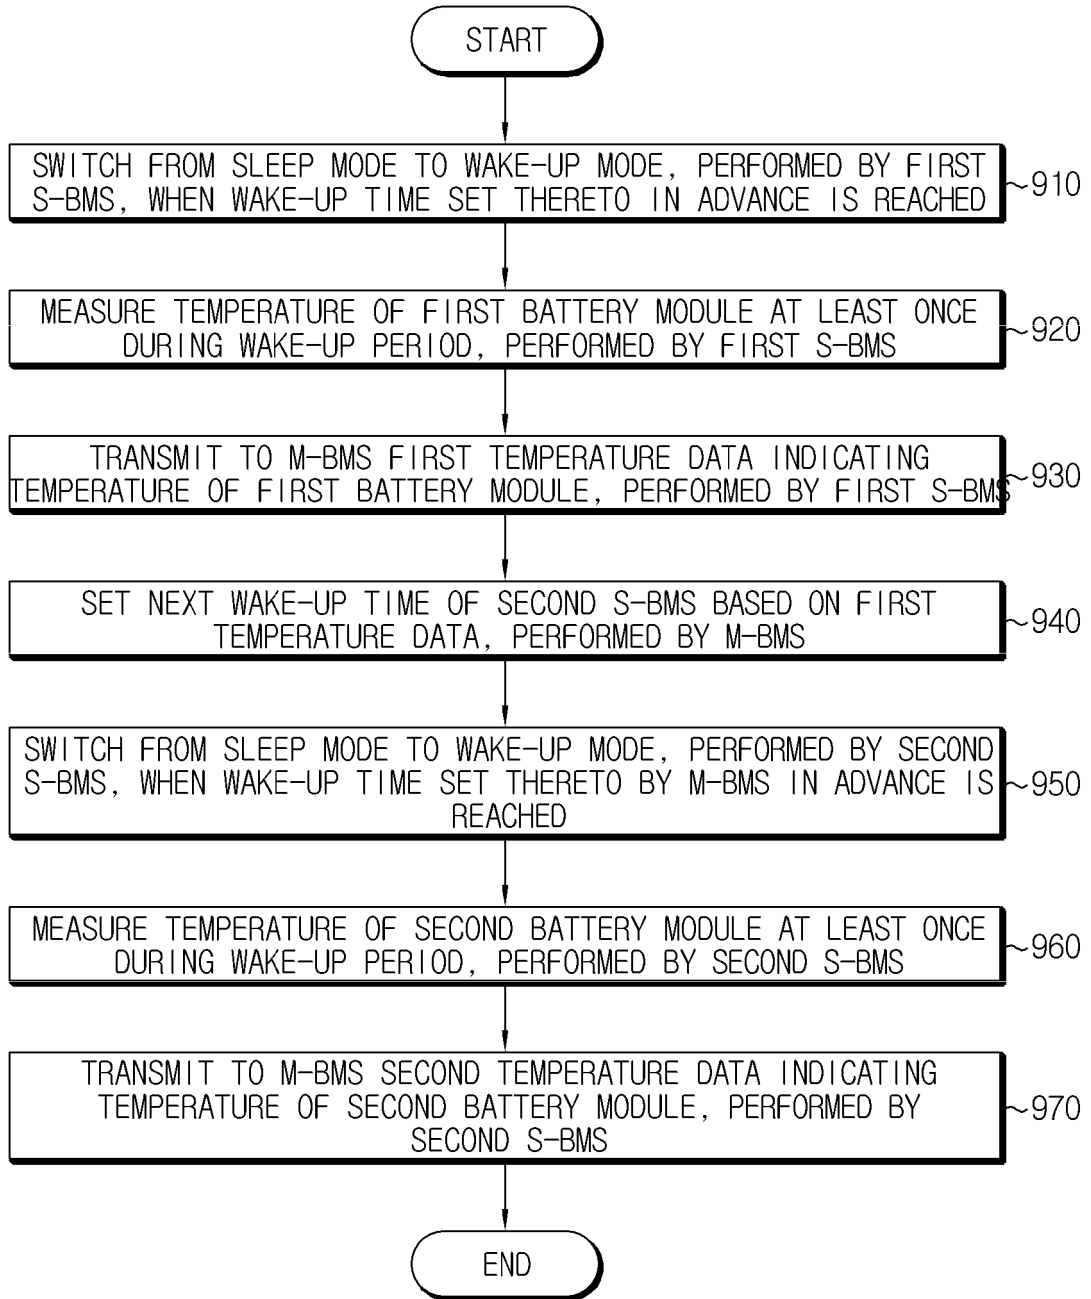 START
SWITCH FROM SLEEP MODE TO WAKE-UP MODE, PERFORMED BY FIRST
S-BMS, WHEN WAKE-UP TIME SET THERETO IN ADVANCE IS REACHED
~910
MEASURE TEMPERATURE OF FIRST BATTERY MODULE AT LEAST ONCE
DURING WAKE-UP PERIOD, PERFORMED BY FIRST S-BMS
~920
TRANSMIT TO M-BMS FIRST TEMPERATURE DATA INDICATING
TEMPERATURE OF FIRST BATTERY MODULE, PERFORMED BY FIRST S-BMS
~930
SET NEXT WAKE-UP TIME OF SECOND S-BMS BASED ON FIRST
TEMPERATURE DATA, PERFORMED BY M-BMS
~940
SWITCH FROM SLEEP MODE TO WAKE-UP MODE, PERFORMED BY SECOND
S-BMS, WHEN WAKE-UP TIME SET THERETO BY M-BMS IN ADVANCE IS
REACHED
~950
MEASURE TEMPERATURE OF SECOND BATTERY MODULE AT LEAST ONCE
DURING WAKE-UP PERIOD, PERFORMED BY SECOND S-BMS
~960
TRANSMIT TO M-BMS SECOND TEMPERATURE DATA INDICATING
TEMPERATURE OF SECOND BATTERY MODULE, PERFORMED BY
SECOND S-BMS
~970
END